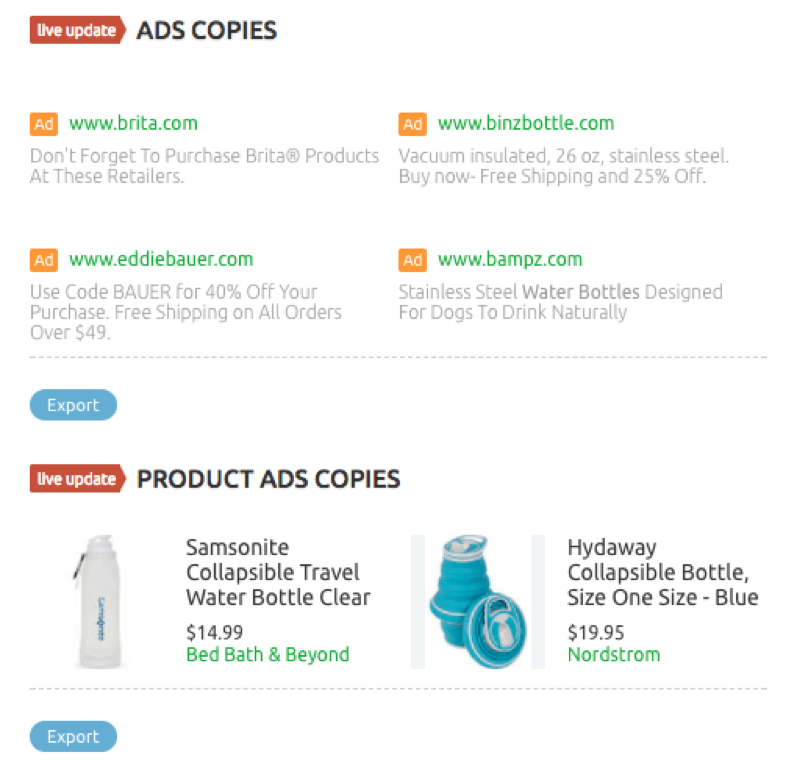 live update ADS COPIES
Ad www.brita.com
Don't Forget To Purchase Brita® Products
At These Retailers.
Ad www.binzbottle.com
Vacuum insulated, 26 oz, stainless steel.
Buy now- Free Shipping and 25% Off.
Ad www.eddiebauer.com
Use Code BAUER for 40% Off Your
Purchase. Free Shipping on All Orders
Over $49.
Ad www.bampz.com
Stainless Steel Water Bottles Designed
For Dogs To Drink Naturally
Export
live update PRODUCT ADS COPIES
Samsonite
Samsonite
Collapsible Travel
Water Bottle Clear
$14.99
Bed Bath & Beyond
Hydaway
Collapsible Bottle,
Size One Size - Blue
$19.95
Nordstrom
Export